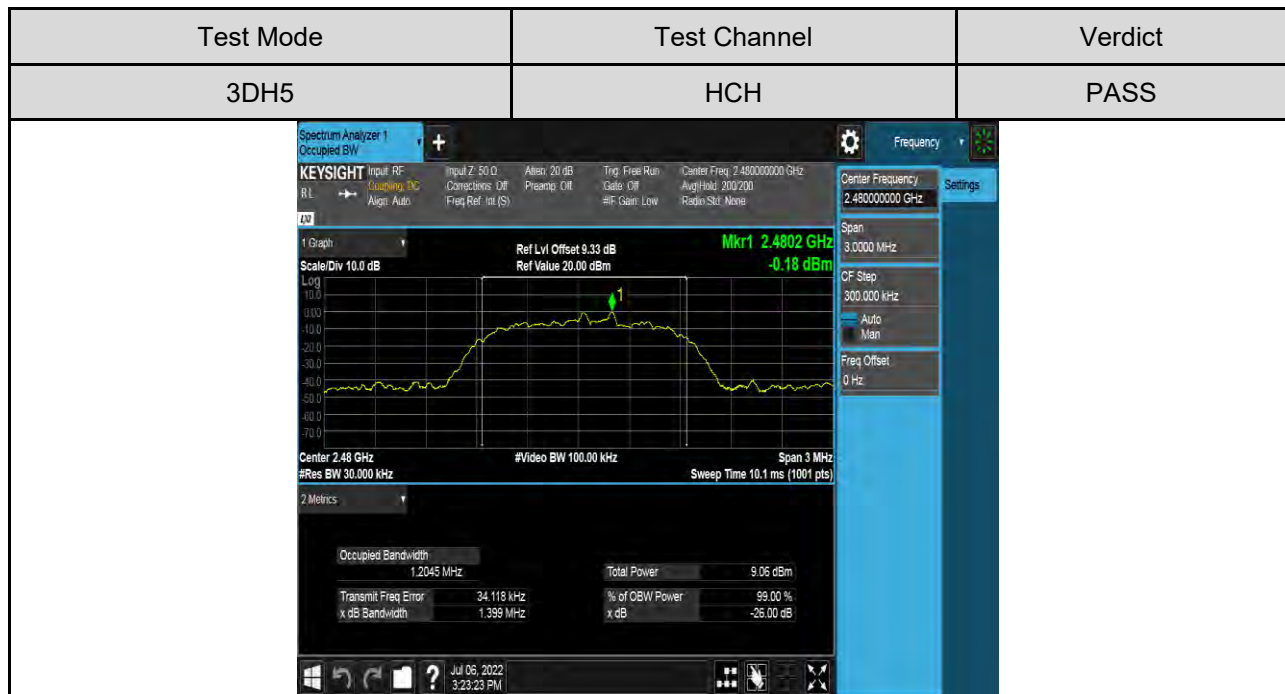 Test Mode Test Channel Verdict
3DH5 HCH PASS
Spectrum Analyzer 1
Occupied BW
+
Frequency
KEYSIGHT Input: RF Input Z: 50 Ω Atten: 20 dB Trig: Free Run Center Freq: 2.480000000 GHz
R L Coupling: DC Corrections: Off Preamp: Off Gate: Off Avg|Hold: 200/200
Align: Auto Freq Ref: Int (S) #IF Gain: Low Radio Std: None
Center Frequency
2.480000000 GHz
Settings
Span
3.0000 MHz
CF Step
300.000 kHz
Auto
Man
Freq Offset
0 Hz
1 Graph
Ref Lvl Offset 9.33 dB Mkr1 2.4802 GHz
Scale/Div 10.0 dB Ref Value 20.00 dBm -0.18 dBm
Log
10.0
0.00
-10.0
-20.0
-30.0
-40.0
-50.0
-60.0
-70.0
1
Center 2.48 GHz #Video BW 100.00 kHz Span 3 MHz
#Res BW 30.000 kHz Sweep Time 10.1 ms (1001 pts)
2 Metrics
Occupied Bandwidth
1.2045 MHz Total Power 9.06 dBm
Transmit Freq Error 34.118 kHz % of OBW Power 99.00 %
x dB Bandwidth 1.399 MHz x dB -26.00 dB
? Jul 06, 2022
3:23:23 PM